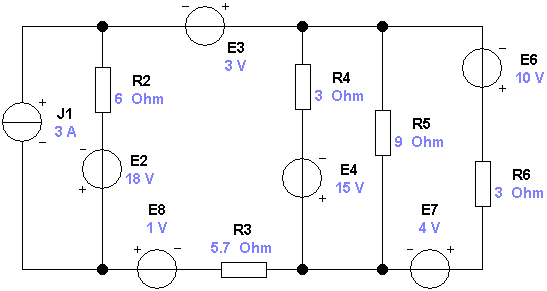 E3
3 V
J1
3 A
R2
6 Ohm
R4
3 Ohm
E6
10 V
R5
9 Ohm
E2
18 V
E4
15 V
R6
3 Ohm
E8
1 V
R3
5.7 Ohm
E7
4 V